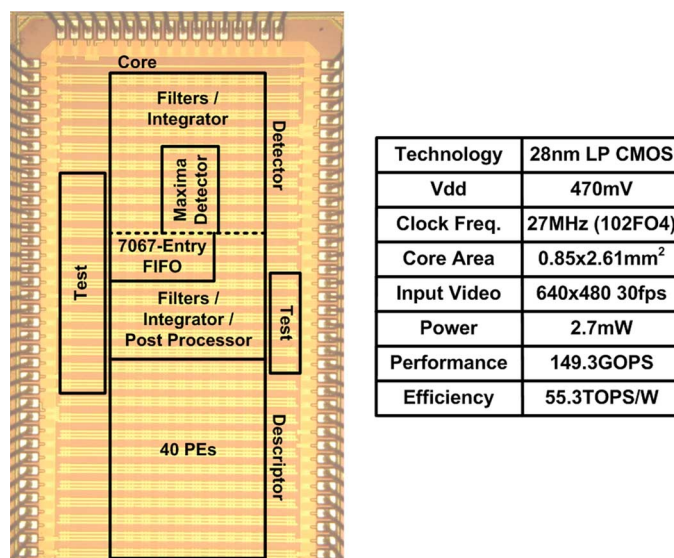 Core
Filters /
Integrator
Detector
Maxima
Detector
7067-Entry
FIFO
Test
Filters /
Integrator /
Post Processor
Test
40 PEs
Descriptor
Technology 28nm LP CMOS
Vdd 470mV
Clock Freq. 27MHz (102FO4)
Core Area 0.85x2.61mm²
Input Video 640x480 30fps
Power 2.7mW
Performance 149.3GOPS
Efficiency 55.3TOPS/W